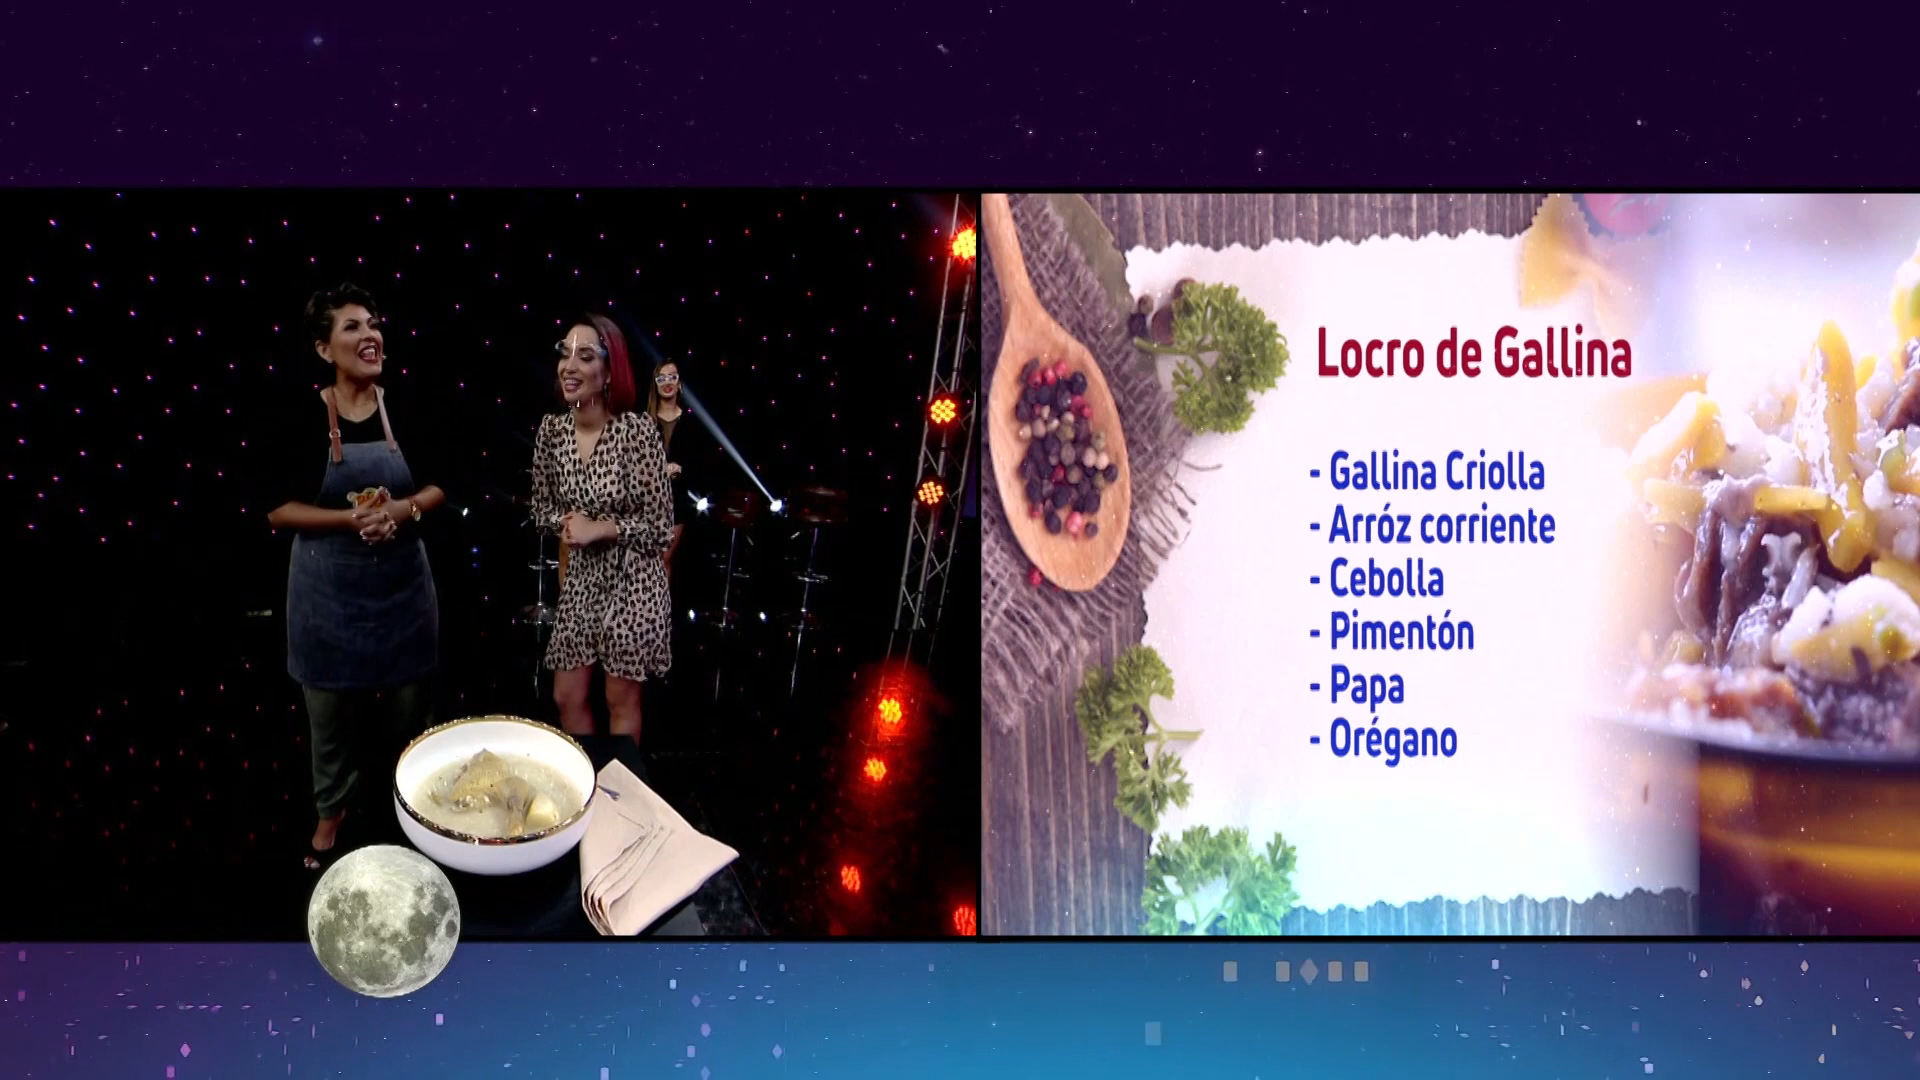 Locro de Gallina
- Gallina Criolla
- Arróz corriente
- Cebolla
- Pimentón
- Papa
- Orégano